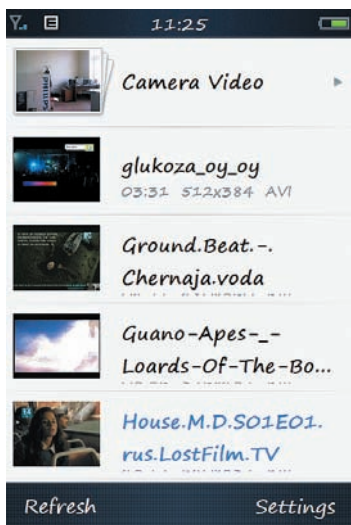 11:25
Camera Video
glukoza_oy_oy
03:31 512x384 AVI
Ground.Beat.-.
Chernaja.voda
Guano-Apes-_-
Loards-Of-The-Bo...
House.M.D.S01E01.
rus.LostFilm.TV
Refresh
Settings